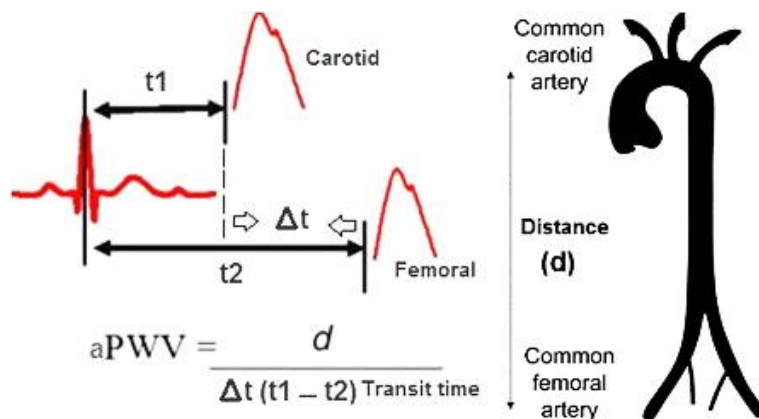 t1
Carotid
Δt
t2
Femoral
aPWV = d
Δt (t1 – t2) Transit time
Common
carotid
artery
Distance
(d)
Common
femoral
artery